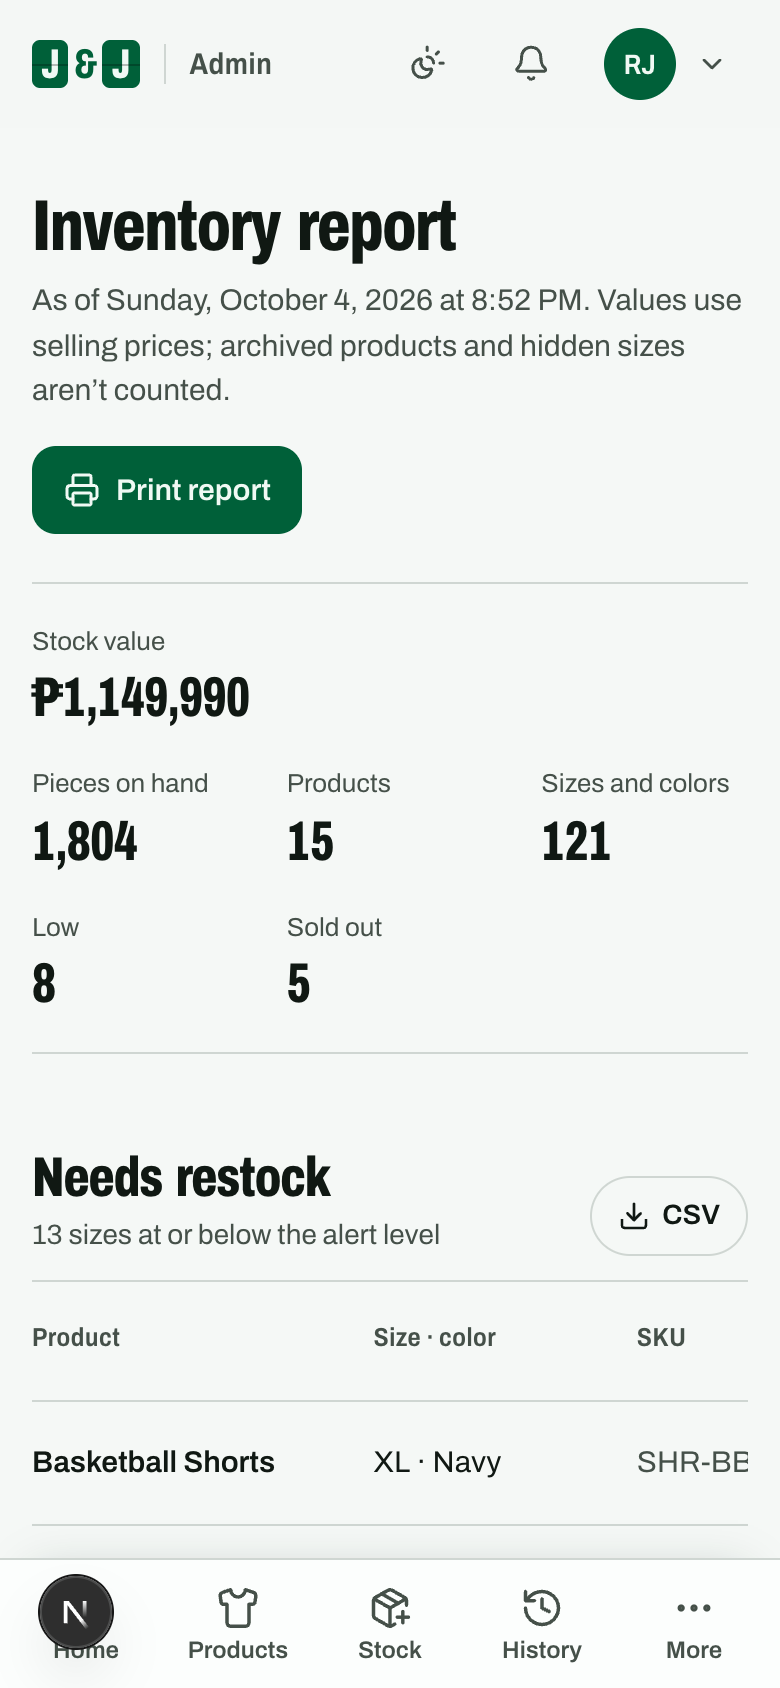 J & J Admin RJ
Inventory report
As of Sunday, October 4, 2026 at 8:52 PM. Values use
selling prices; archived products and hidden sizes
aren’t counted.
Print report
Stock value
₱1,149,990
Pieces on hand Products Sizes and colors
1,804 15 121
Low Sold out
8 5
Needs restock
13 sizes at or below the alert level
CSV
Product Size · color SKU
Basketball Shorts XL · Navy SHR-BB
N
Home Products Stock History More